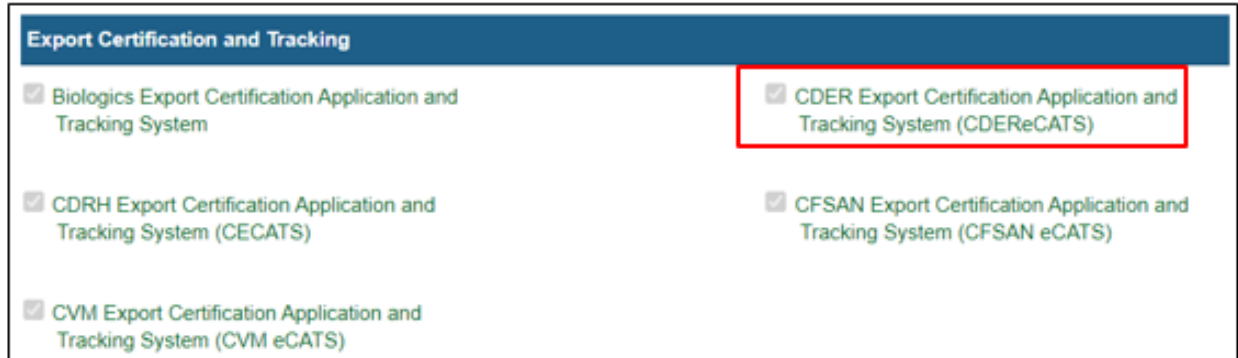 Export Certification and Tracking
Biologics Export Certification Application and
Tracking System
CDER Export Certification Application and
Tracking System (CDEReCATS)
CDRH Export Certification Application and
Tracking System (CECATS)
CFSAN Export Certification Application and
Tracking System (CFSAN eCATS)
CVM Export Certification Application and
Tracking System (CVM eCATS)